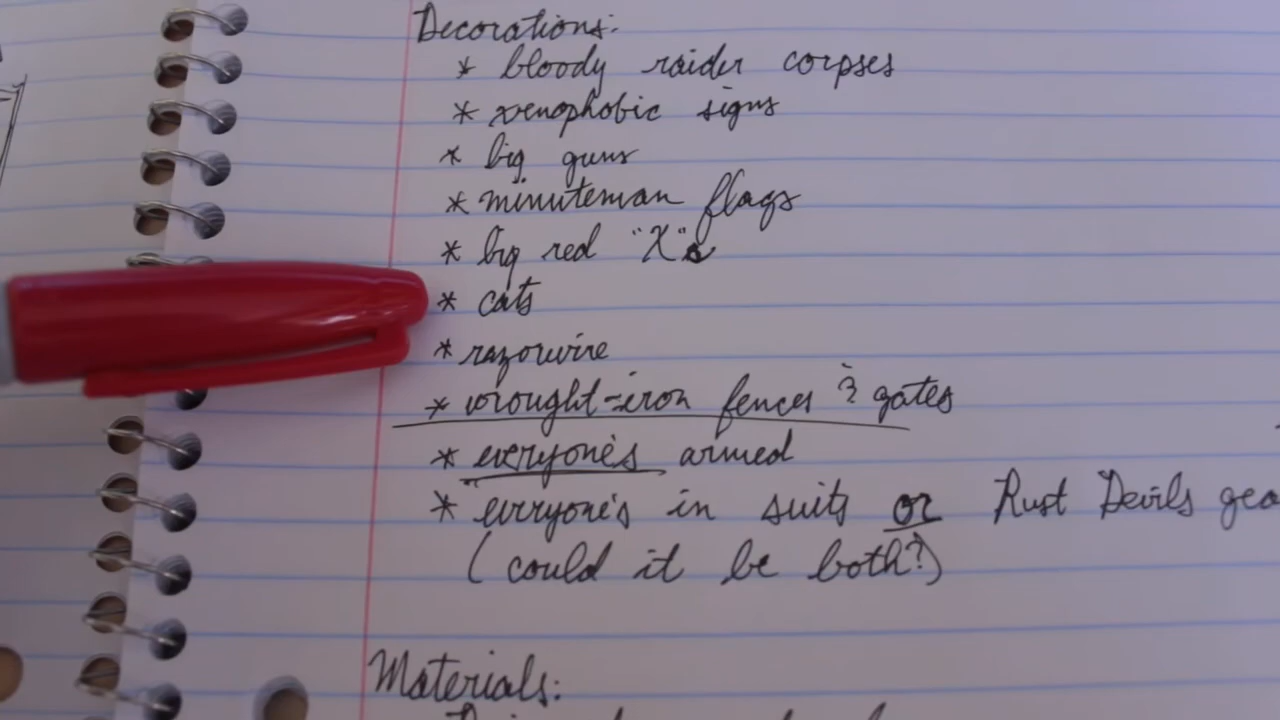 Decorations:
* bloody raider corpses
* xenophobic signs
* big guns
* minuteman flags
* big red "X"s
* cats
* razorwire
* wrought-iron fences & gates
* everyone's armed
* everyone's in suits or Rust Devils
(could it be both?)
Materials: